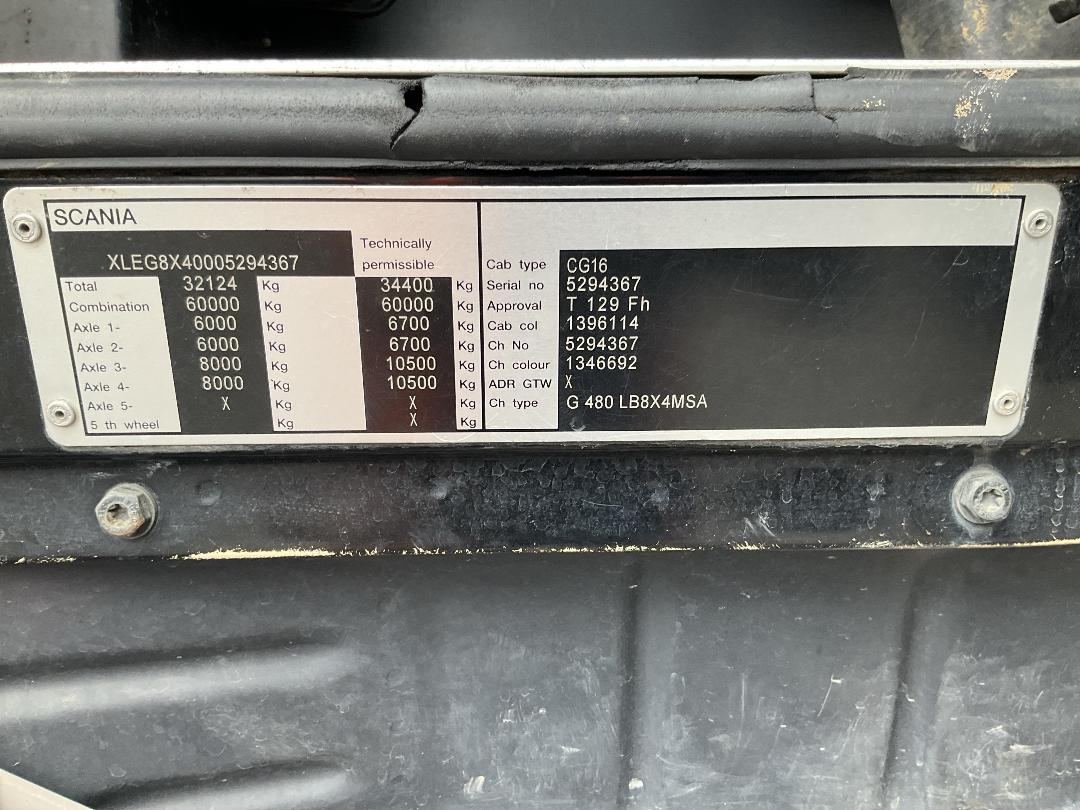 SCANIA
XLEG8X40005294367 Technically permissible
Total 32124 Kg 34400 Kg
Combination 60000 Kg 60000 Kg
Axle 1- 6000 Kg 6700 Kg
Axle 2- 6000 Kg 6700 Kg
Axle 3- 8000 Kg 10500 Kg
Axle 4- 8000 Kg 10500 Kg
Axle 5- X Kg X Kg
5 th wheel Kg X Kg
Cab type CG16
Serial no 5294367
Approval T 129 Fh
Cab col 1396114
Ch No 5294367
Ch colour 1346692
ADR GTW X
Ch type G 480 LB8X4MSA